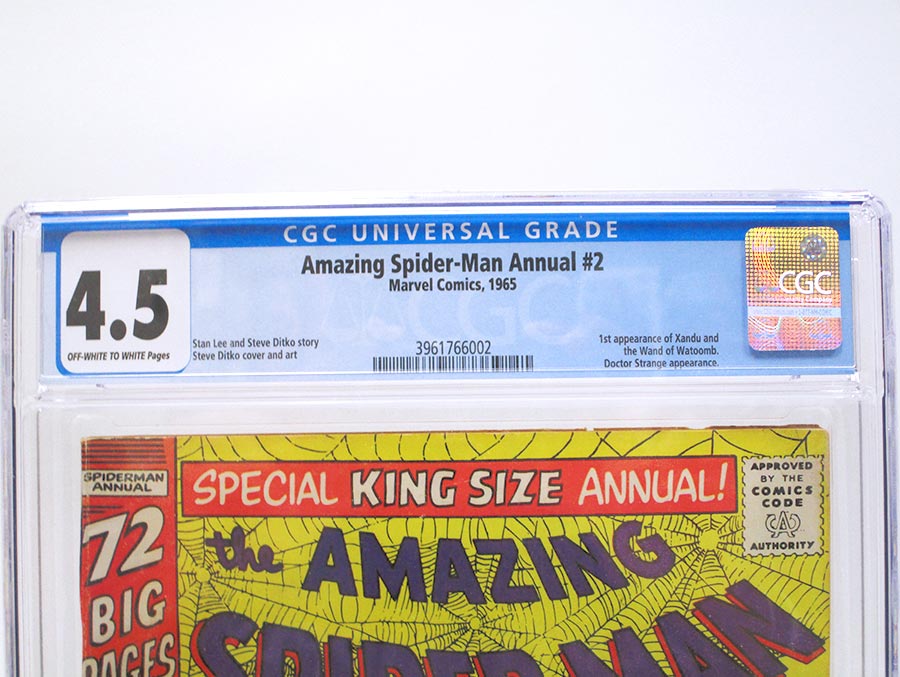 CGC UNIVERSAL GRADE
Amazing Spider-Man Annual #2
Marvel Comics, 1965
4.5
OFF-WHITE TO WHITE Pages
Stan Lee and Steve Ditko story
Steve Ditko cover and art
3961766002
1st appearance of Xandu and
the Wand of Watoomb.
Doctor Strange appearance.
CGC
SPIDERMAN
ANNUAL
72
BIG
PAGES
SPECIAL KING SIZE ANNUAL!
the AMAZING
SPIDER-MAN
APPROVED
BY THE
COMICS
CODE
CA
AUTHORITY